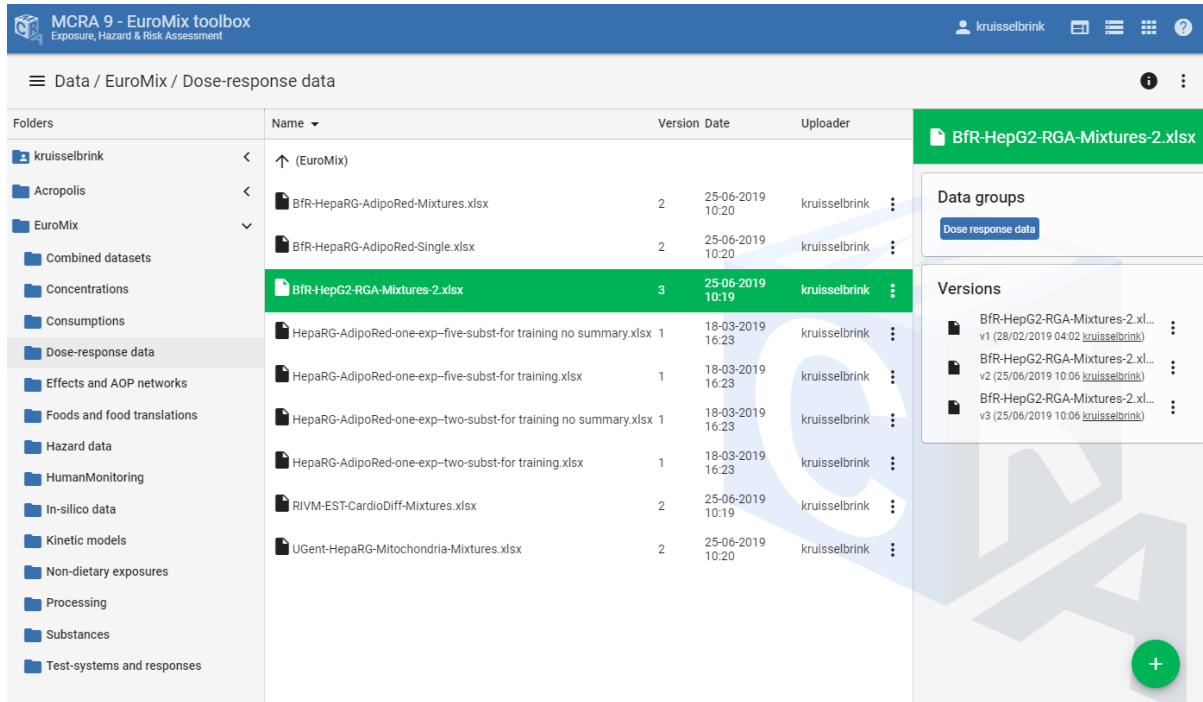 MCRA 9 - EuroMix toolbox
Exposure, Hazard & Risk Assessment
kruisselbrink
Data / EuroMix / Dose-response data
Folders
kruisselbrink
Acropolis
EuroMix
Combined datasets
Concentrations
Consumptions
Dose-response data
Effects and AOP networks
Foods and food translations
Hazard data
HumanMonitoring
In-silico data
Kinetic models
Non-dietary exposures
Processing
Substances
Test-systems and responses
Name Version Date Uploader
(EuroMix)
BfR-HepaRG-AdipoRed-Mixtures.xlsx 2 25-06-2019 10:20 kruisselbrink
BfR-HepaRG-AdipoRed-Single.xlsx 2 25-06-2019 10:20 kruisselbrink
BfR-HepG2-RGA-Mixtures-2.xlsx 3 25-06-2019 10:19 kruisselbrink
HepaRG-AdipoRed-one-exp--five-subst-for training no summary.xlsx 1 18-03-2019 16:23 kruisselbrink
HepaRG-AdipoRed-one-exp--five-subst-for training.xlsx 1 18-03-2019 16:23 kruisselbrink
HepaRG-AdipoRed-one-exp--two-subst-for training no summary.xlsx 1 18-03-2019 16:23 kruisselbrink
HepaRG-AdipoRed-one-exp--two-subst-for training.xlsx 1 18-03-2019 16:23 kruisselbrink
RIVM-EST-CardioDiff-Mixtures.xlsx 2 25-06-2019 10:19 kruisselbrink
UGent-HepaRG-Mitochondria-Mixtures.xlsx 2 25-06-2019 10:20 kruisselbrink
BfR-HepG2-RGA-Mixtures-2.xlsx
Data groups
Dose response data
Versions
BfR-HepG2-RGA-Mixtures-2.xl...
v1 (28/02/2019 04:02 kruisselbrink)
BfR-HepG2-RGA-Mixtures-2.xl...
v2 (25/06/2019 10:06 kruisselbrink)
BfR-HepG2-RGA-Mixtures-2.xl...
v3 (25/06/2019 10:06 kruisselbrink)